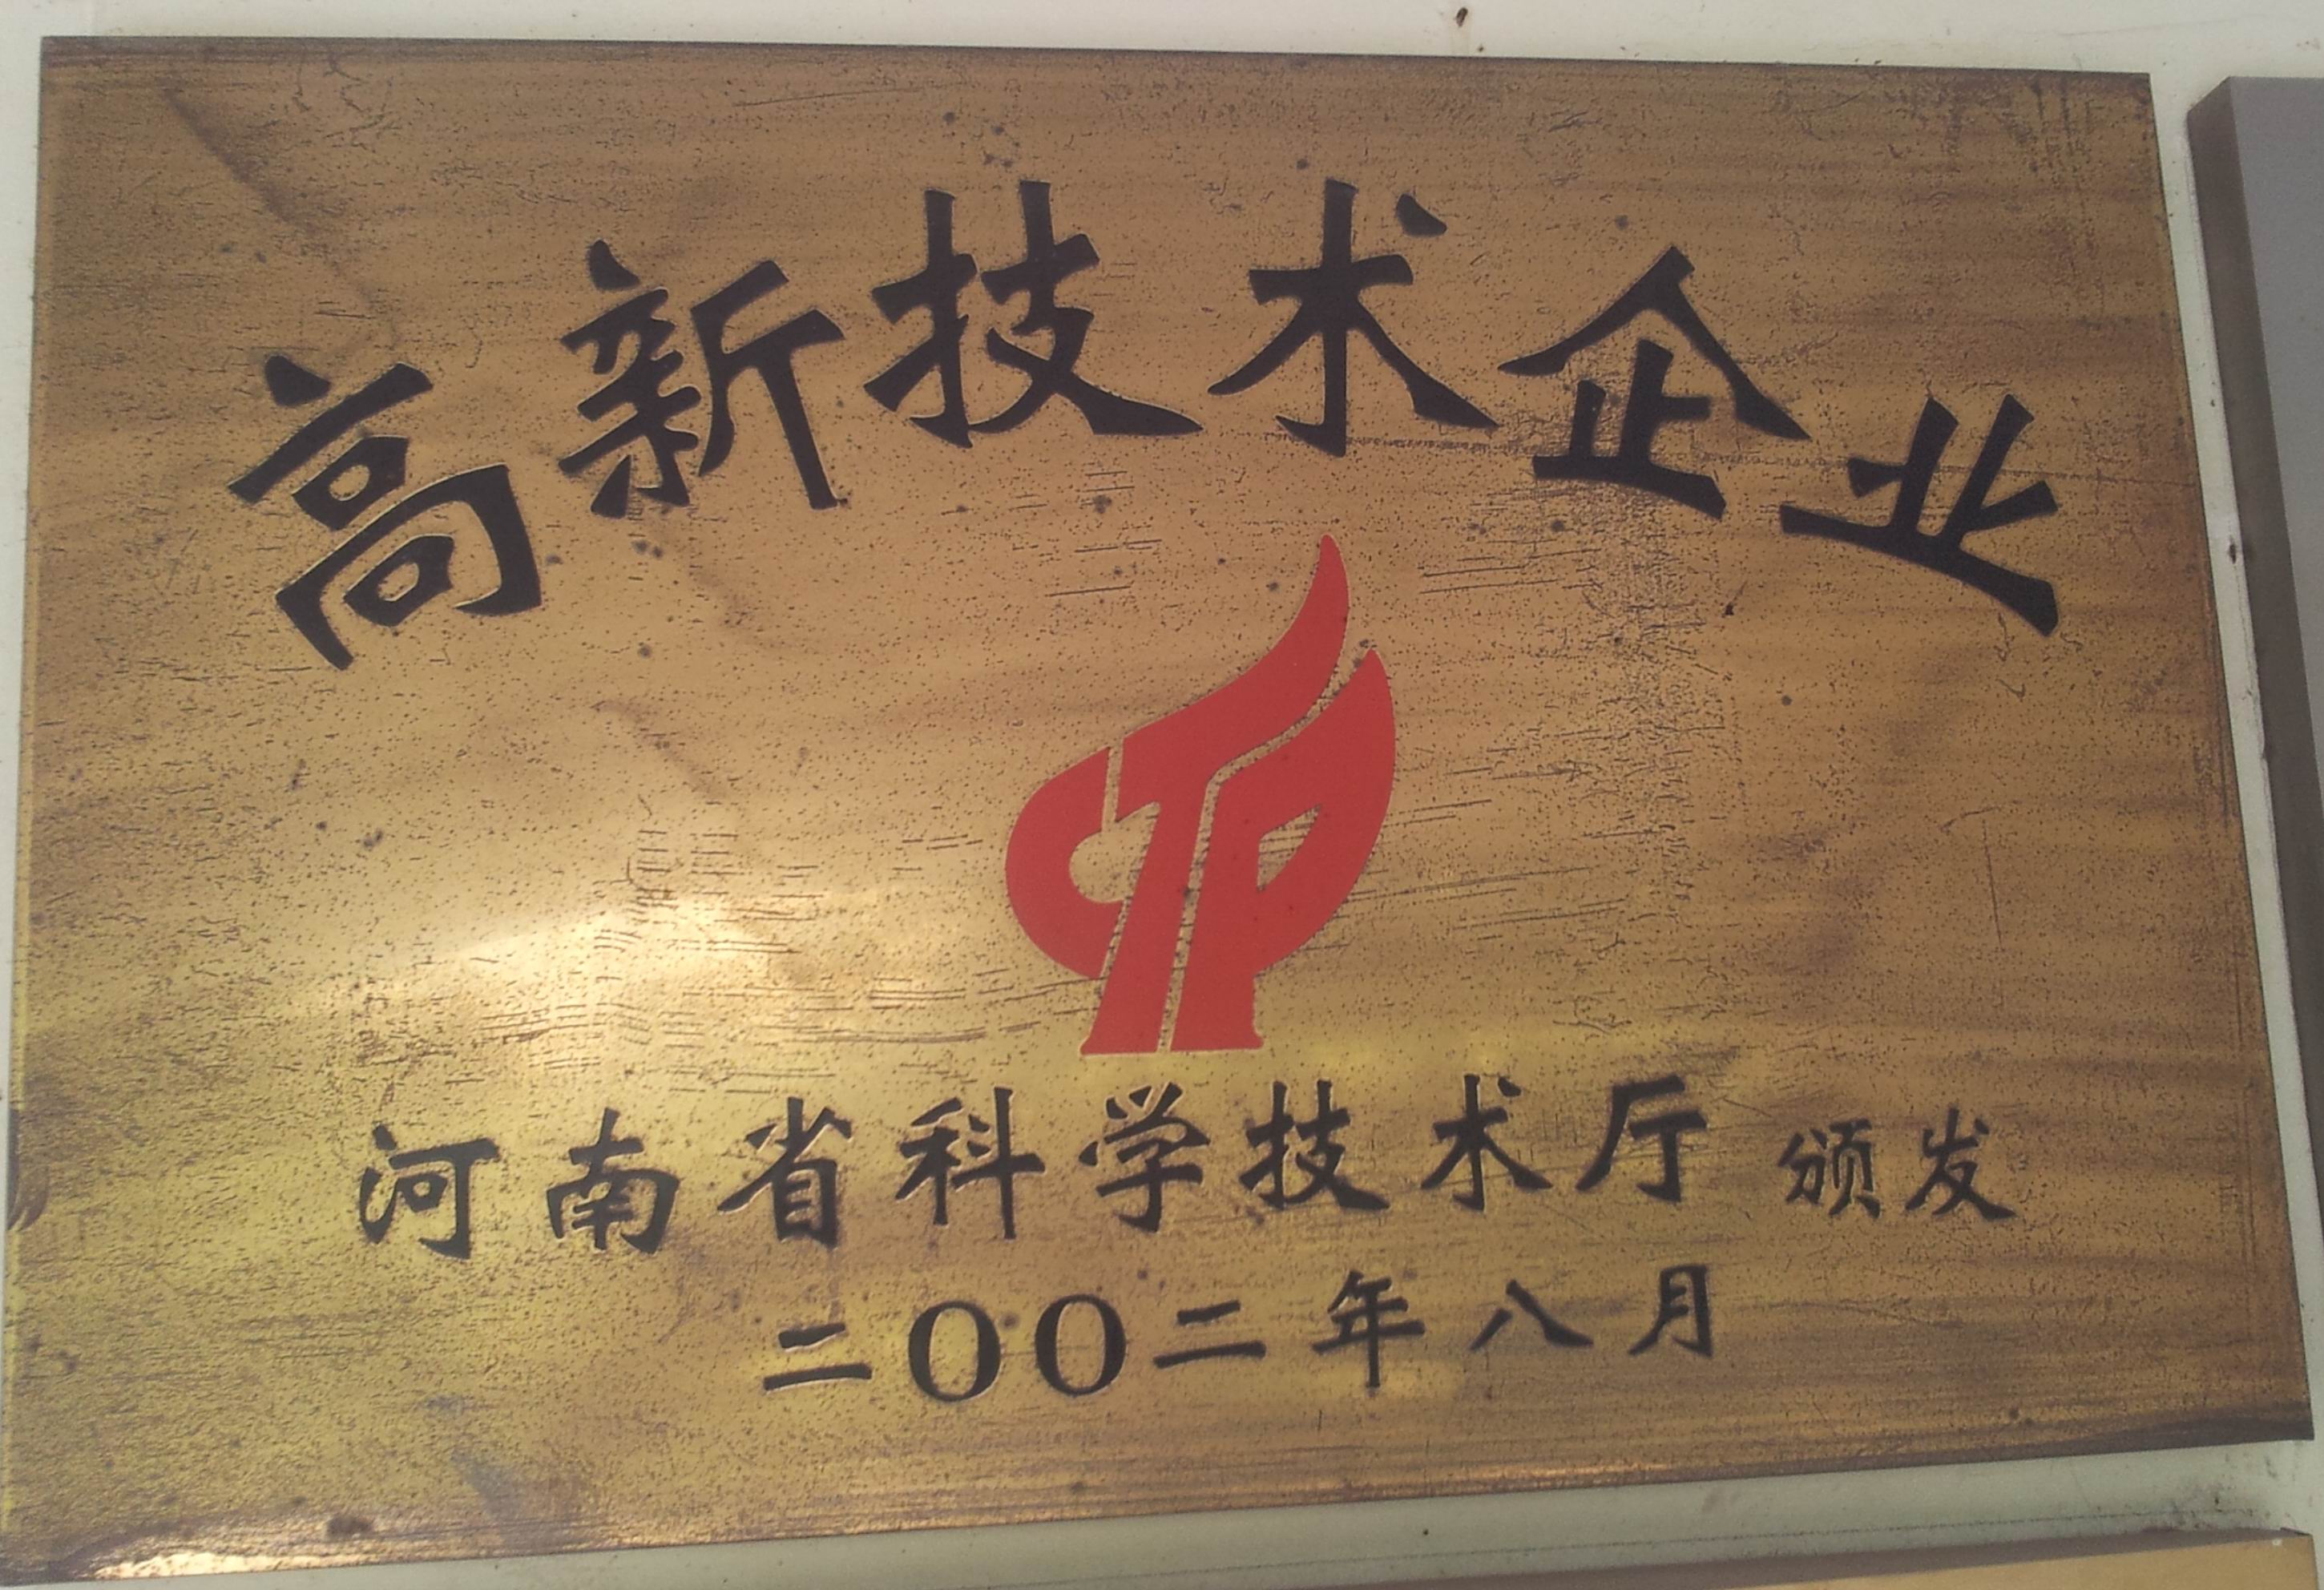 高新技术企业
河南省科学技术厅 颁发
二OO二年八月